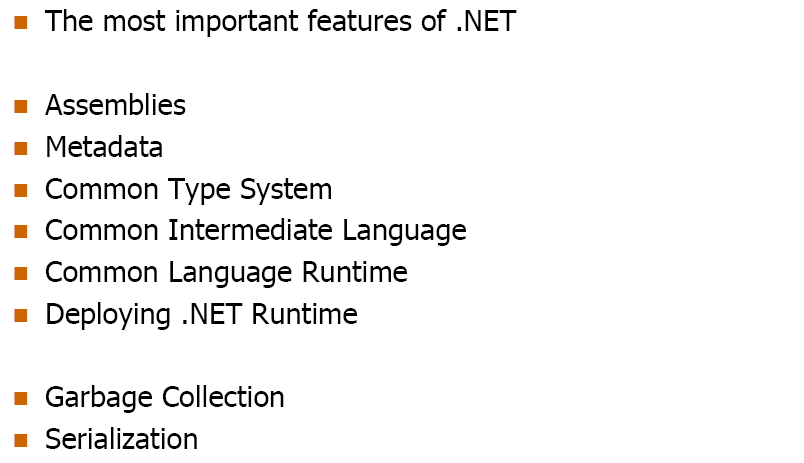 The most important features of .NET
Assemblies
Metadata
Common Type System
Common Intermediate Language
Common Language Runtime
Deploying .NET Runtime
Garbage Collection
Serialization